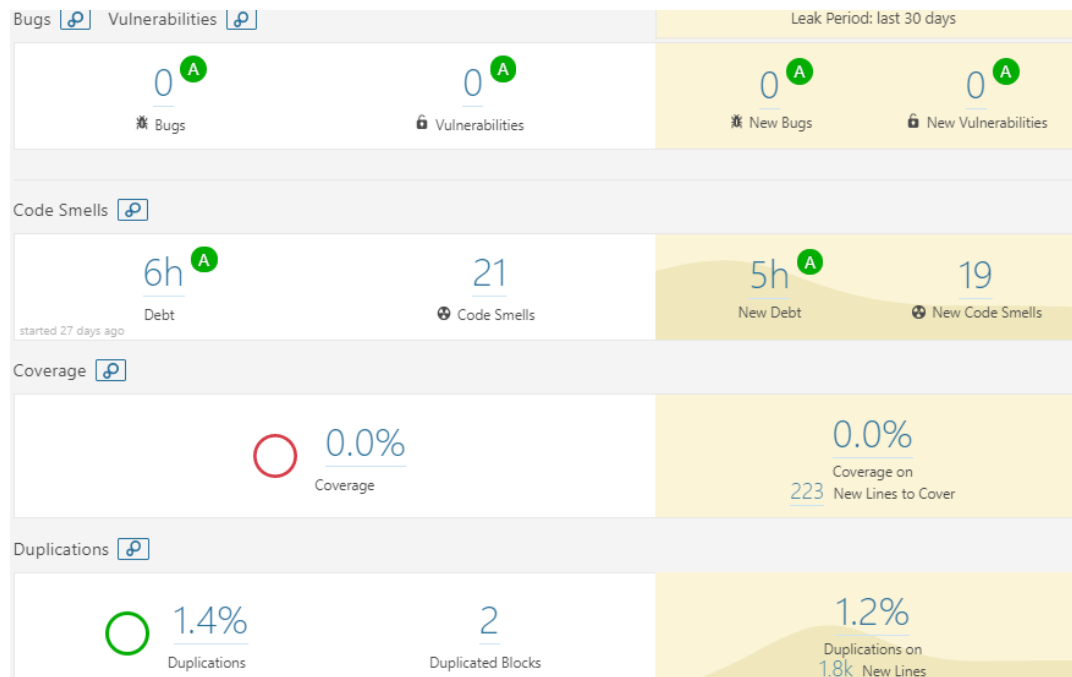 Bugs Vulnerabilities
Leak Period: last 30 days
0 A
0 A
0 A
0 A
Bugs
Vulnerabilities
New Bugs
New Vulnerabilities
Code Smells
6h A
21
5h A
19
Debt
Code Smells
New Debt
New Code Smells
started 27 days ago
Coverage
0.0%
Coverage
0.0%
Coverage on
223 New Lines to Cover
Duplications
1.4%
Duplications
2
Duplicated Blocks
1.2%
Duplications on
1.8k New Lines